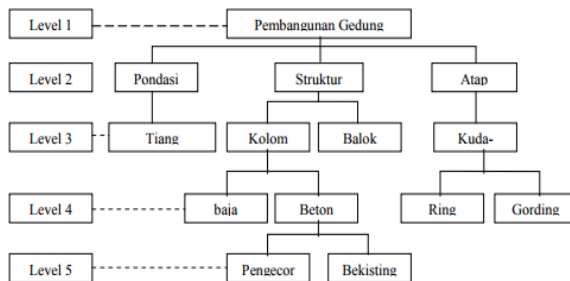 Level 1 Pembangunan Gedung
Level 2 Pondasi Struktur Atap
Level 3 Tiang Kolom Balok Kuda-
Level 4 baja Beton Ring Gording
Level 5 Pengecor Bekisting